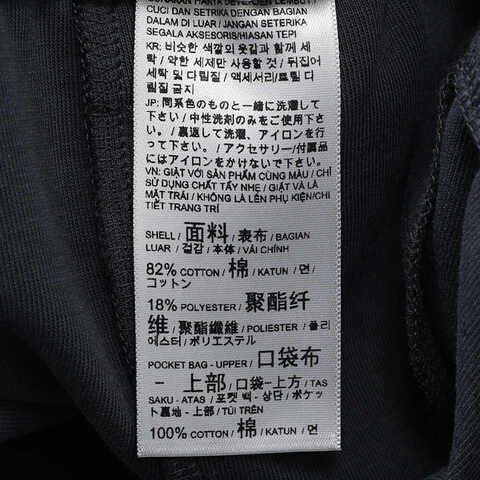 CUCI DAN SETRIKA DENGAN BAGIAN
DALAM DI LUAR / JANGAN SETERIKA
SEGALA AKSESORIS/HIASAN TEPI
KR: 비슷한 색깔의 옷감과 함께 세
탁 / 약한 세제만 사용할 것 / 뒤집어
세탁 및 다림질 / 액세서리/트림 다
림질 금지
JP: 同系色のものと一緒に洗濯して
下さい / 中性洗剤のみをご使用下さ
い。 / 裏返して洗濯、アイロンを行
って下さい。 / アクセサリー/付属品
にはアイロンをかけないで下さい。
VN: GIẶT VỚI SẢN PHẨM CÙNG MÀU / CHỈ
SỬ DỤNG CHẤT TẨY NHẸ / GIẶT VÀ LÀ
MẶT TRÁI / KHÔNG LÀ LÊN PHỤ KIỆN/CHI
TIẾT TRANG TRÍ
SHELL / 面料 / 表布 / BAGIAN
LUAR / 겉감 / 本体 / VẢI CHÍNH
82% COTTON / 棉 / KATUN / 면 /
コットン
18% POLYESTER / 聚酯纤
维 / 聚酯纖維 / POLIESTER / 폴리
에스터 / ポリエステル
POCKET BAG - UPPER / 口袋布
- 上部 / 口袋-上方 / TAS
SAKU - ATAS / 포켓 백 - 상단 / ポケッ
ト裏地 - 上部 / TÚI TRÊN
100% COTTON / 棉 / KATUN / 면